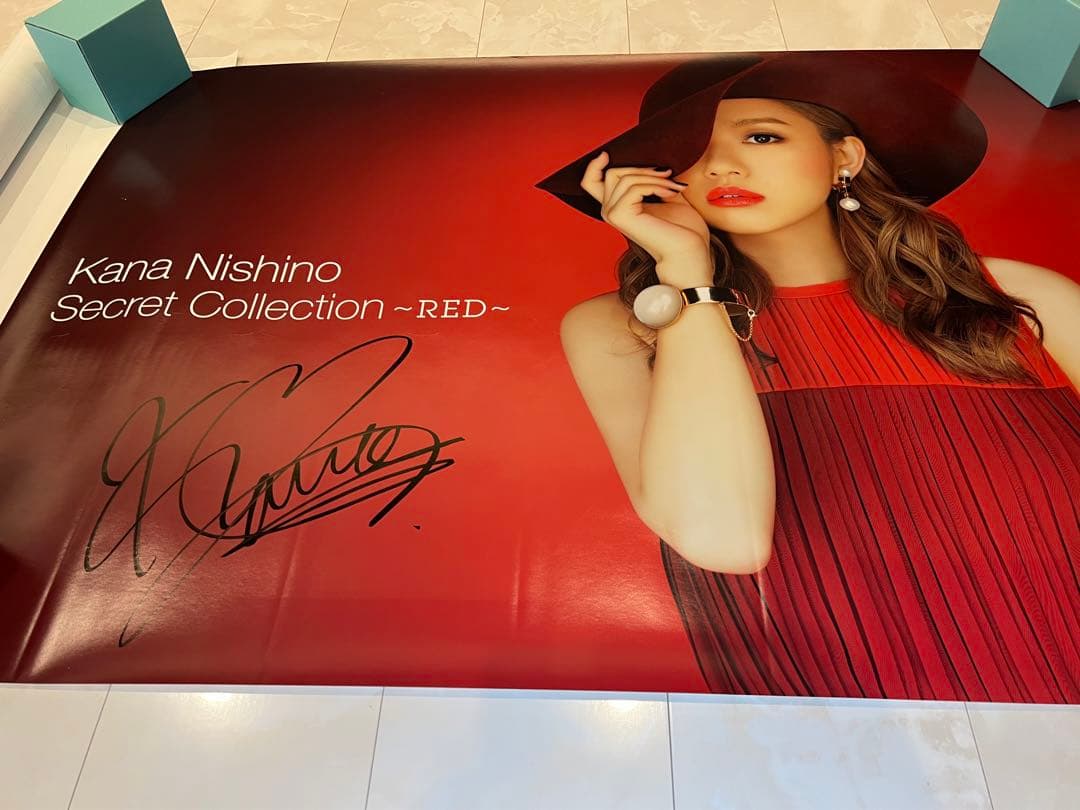 Kana Nishino
Secret Collection ~RED~